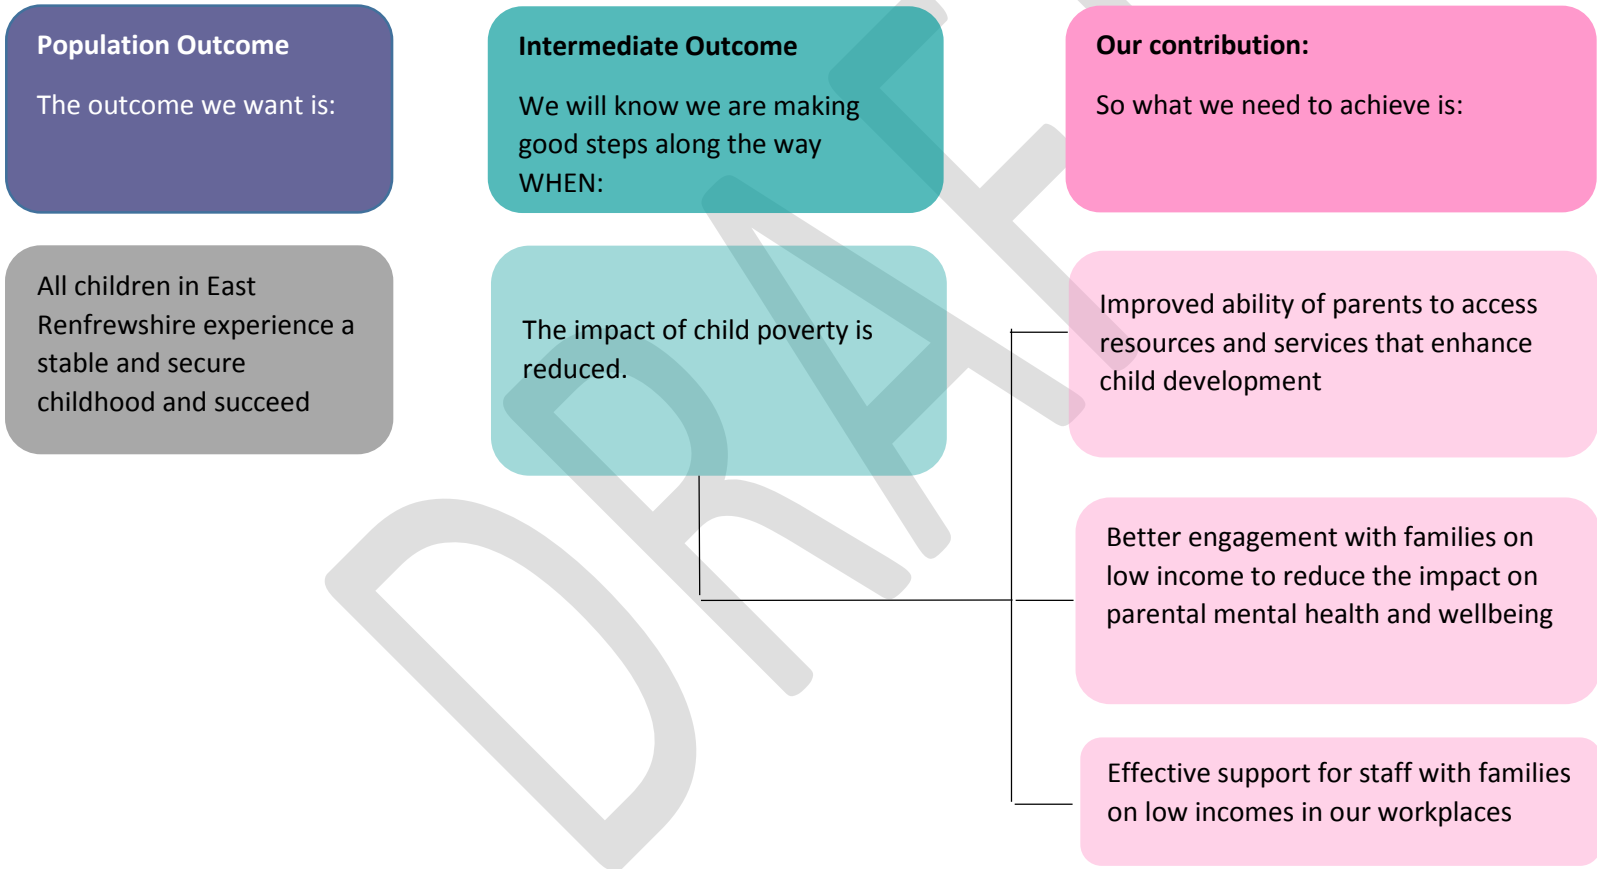 Population Outcome
The outcome we want is:
Intermediate Outcome
We will know we are making
good steps along the way
WHEN:
Our contribution:
So what we need to achieve is:
All children in East
Renfrewshire experience a
stable and secure
childhood and succeed
The impact of child poverty is
reduced.
Improved ability of parents to access
resources and services that enhance
child development
Better engagement with families on
low income to reduce the impact on
parental mental health and wellbeing
Effective support for staff with families
on low incomes in our workplaces
DRAFT